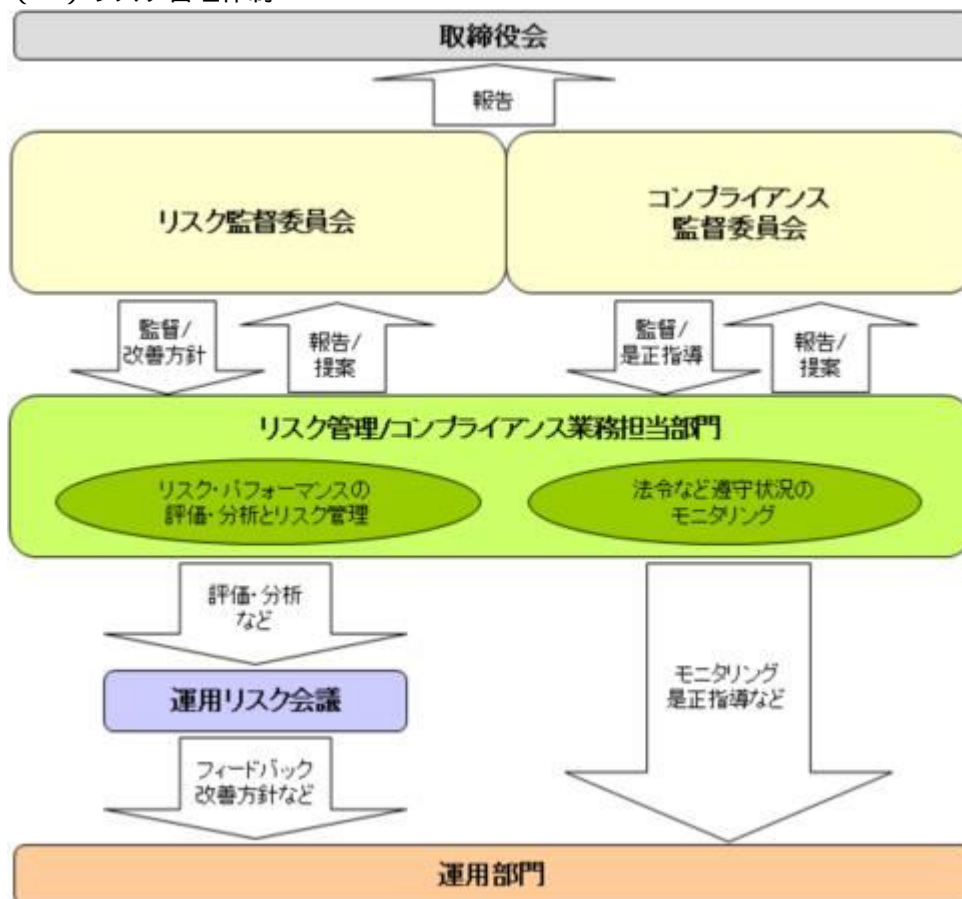 取締役会
報告
リスク監督委員会
コンプライアンス
監督委員会
監督/
改善方針
報告/
提案
監督/
是正指導
報告/
提案
リスク管理/コンプライアンス業務担当部門
リスク・パフォーマンスの
評価・分析とリスク管理
法令など遵守状況の
モニタリング
評価・分析
など
運用リスク会議
モニタリング
是正指導など
フィードバック
改善方針など
運用部門